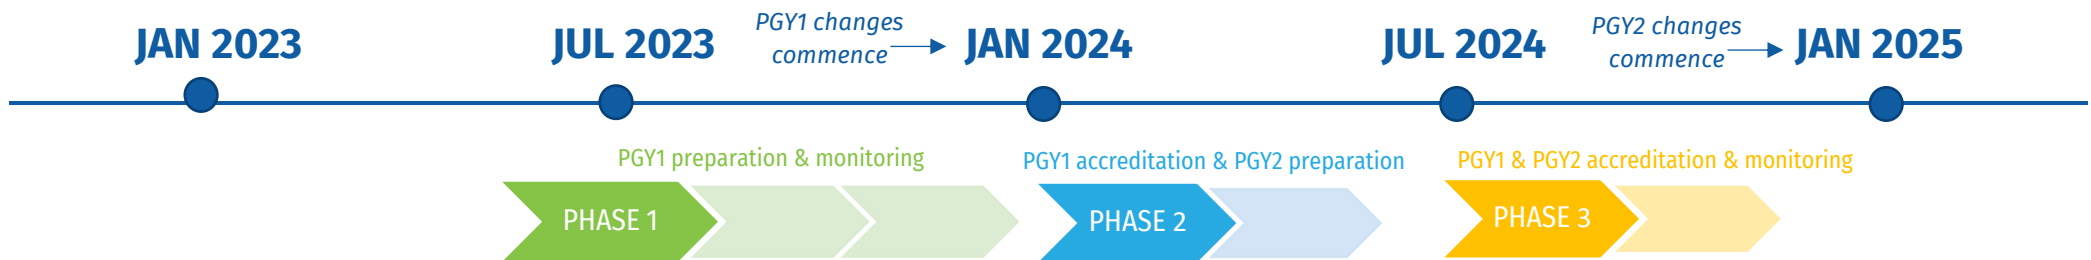 JAN 2023
JUL 2023
PGY1 changes
commence
JAN 2024
JUL 2024
PGY2 changes
commence
JAN 2025
PGY1 preparation & monitoring
PGY1 accreditation & PGY2 preparation
PGY1 & PGY2 accreditation & monitoring
PHASE 1
PHASE 2
PHASE 3